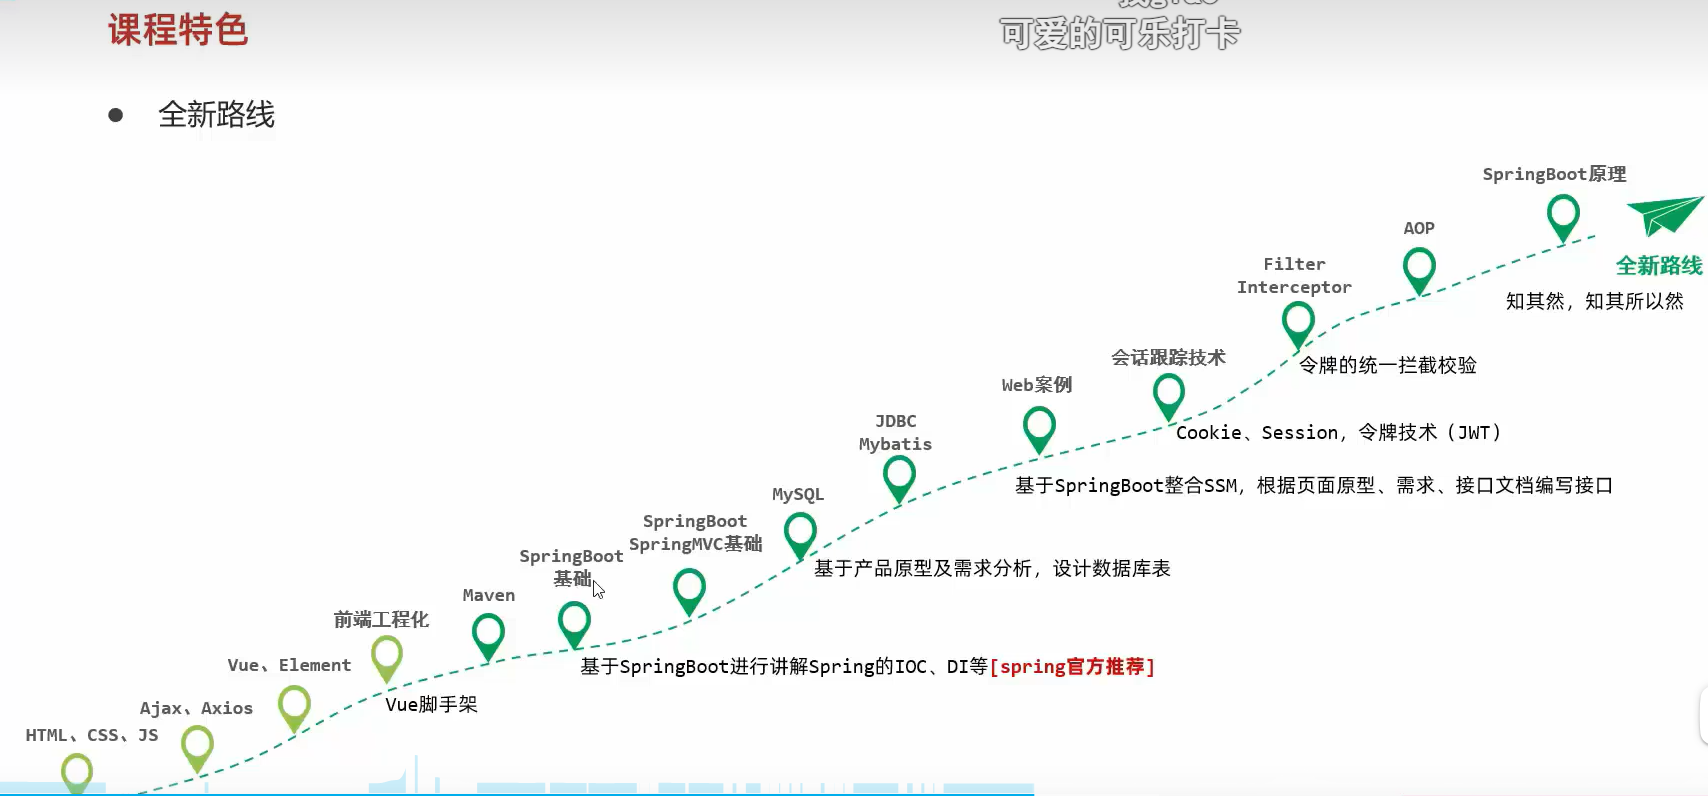 课程特色
可爱的可乐打卡
● 全新路线
SpringBoot原理
全新路线
知其然，知其所以然
AOP
Filter
Interceptor
令牌的统一拦截校验
会话跟踪技术
Cookie、Session，令牌技术（JWT）
Web案例
基于SpringBoot整合SSM，根据页面原型、需求、接口文档编写接口
JDBC
Mybatis
MySQL
基于产品原型及需求分析，设计数据库表
SpringBoot
SpringMVC基础
SpringBoot
基础
基于SpringBoot进行讲解Spring的IOC、DI等[spring官方推荐]
Maven
前端工程化
Vue脚手架
Vue、Element
Ajax、Axios
HTML、CSS、JS